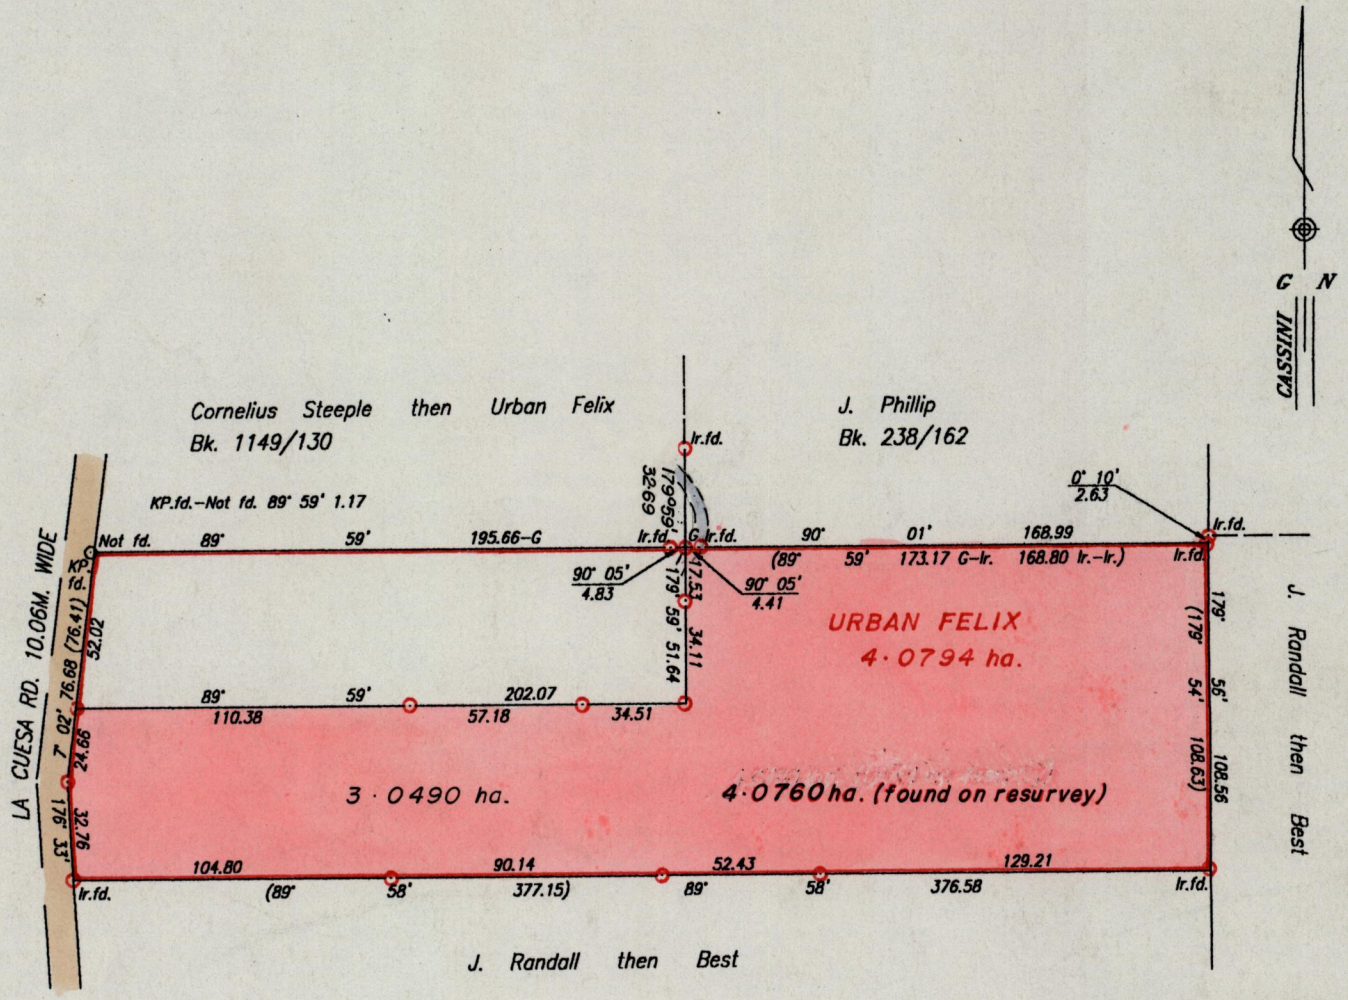 G N
CASSINI
Cornelius Steeple then Urban Felix
Bk. 1149/130
J. Phillip
Bk. 238/162
Ir.fd.
0° 10'
2.63
KP.fd.-Not fd. 89° 59' 1.17
179°59'
32.69
Ir.fd.
Not fd. 89° 59' 195.66-G Ir.fd. G Ir.fd. 90° 01' 168.99
(89° 59' 173.17 G-Ir. 168.80 Ir.-Ir.) Ir.fd.
KP.
fd.
90° 05'
4.83
90° 05'
4.41
17.53
179° 59' 51.64
34.11
URBAN FELIX
4.0794 ha.
LA CUESA RD. 10.06M. WIDE
7° 02' 76.68 (76.41)
52.02
24.66
176° 33'
32.76
89° 59' 202.07
110.38 57.18 34.51
179° 56' 108.56
(179° 54' 108.63)
J. Randall then Best
3.0490 ha.
4.0760 ha. (found on resurvey)
104.80 90.14 52.43 129.21
Ir.fd. (89° 58' 377.15) 89° 58' 376.58 Ir.fd.
J. Randall then Best